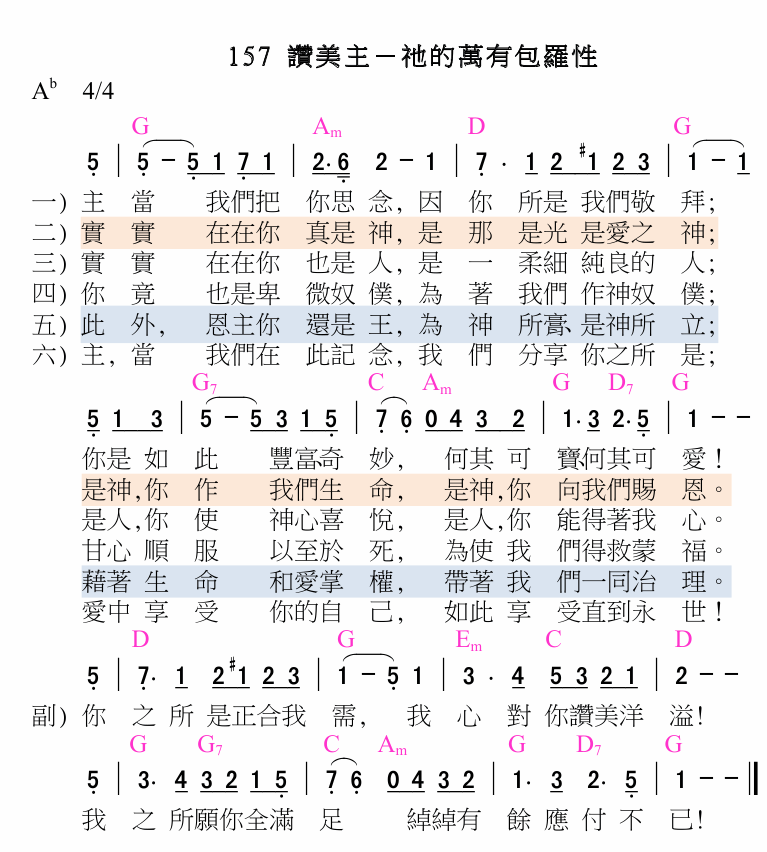 157 讚美主－祂的萬有包羅性
A♭ 4/4
G Am D G
5 | 5 － 5 1 7 1 | 2· 6 2 － 1 | 7 · 1 2 #1 2 3 | 1 － 1
一) 主 當 我們把 你思 念, 因 你 所是 我們敬 拜;
二) 實 實 在在你 真是 神, 是 那 是光 是愛之 神;
三) 實 實 在在你 也是 人, 是 一 柔細 純良的 人;
四) 你 竟 也是卑 微奴 僕, 為 著 我們 作神奴 僕;
五) 此 外, 恩主你 還是 王, 為 神 所膏、是神所 立;
六) 主, 當 我們在 此記 念, 我 們 分享 你之所 是;
G7 C Am G D7 G
5 1 3 | 5 － 5 3 1 5 | 7 6 0 4 3 2 | 1· 3 2· 5 | 1 － －
你是 如 此 豐富、奇 妙, 何其 可 寶、何其可 愛!
是神,你 作 我們生 命, 是神,你 向我們賜 恩。
是人,你 使 神心喜 悅, 是人,你 能得著我 心。
甘心 順 服 以至於 死, 為使 我 們得救蒙 福。
藉著 生 命 和愛掌 權, 帶著 我 們一同治 理。
愛中 享 受 你的自 己, 如此 享 受直到永 世!
D G Em C D
5 | 7· 1 2 #1 2 3 | 1 － 5 1 | 3 · 4 5 3 2 1 | 2 － －
副) 你 之 所 是正合我 需, 我 心 對 你讚美洋 溢!
G G7 C Am G D7 G
5 | 3· 4 3 2 1 5 | 7 6 0 4 3 2 | 1· 3 2· 5 | 1 － － ‖
我 之 所願你全滿 足 綽綽有 餘 應 付 不 已!